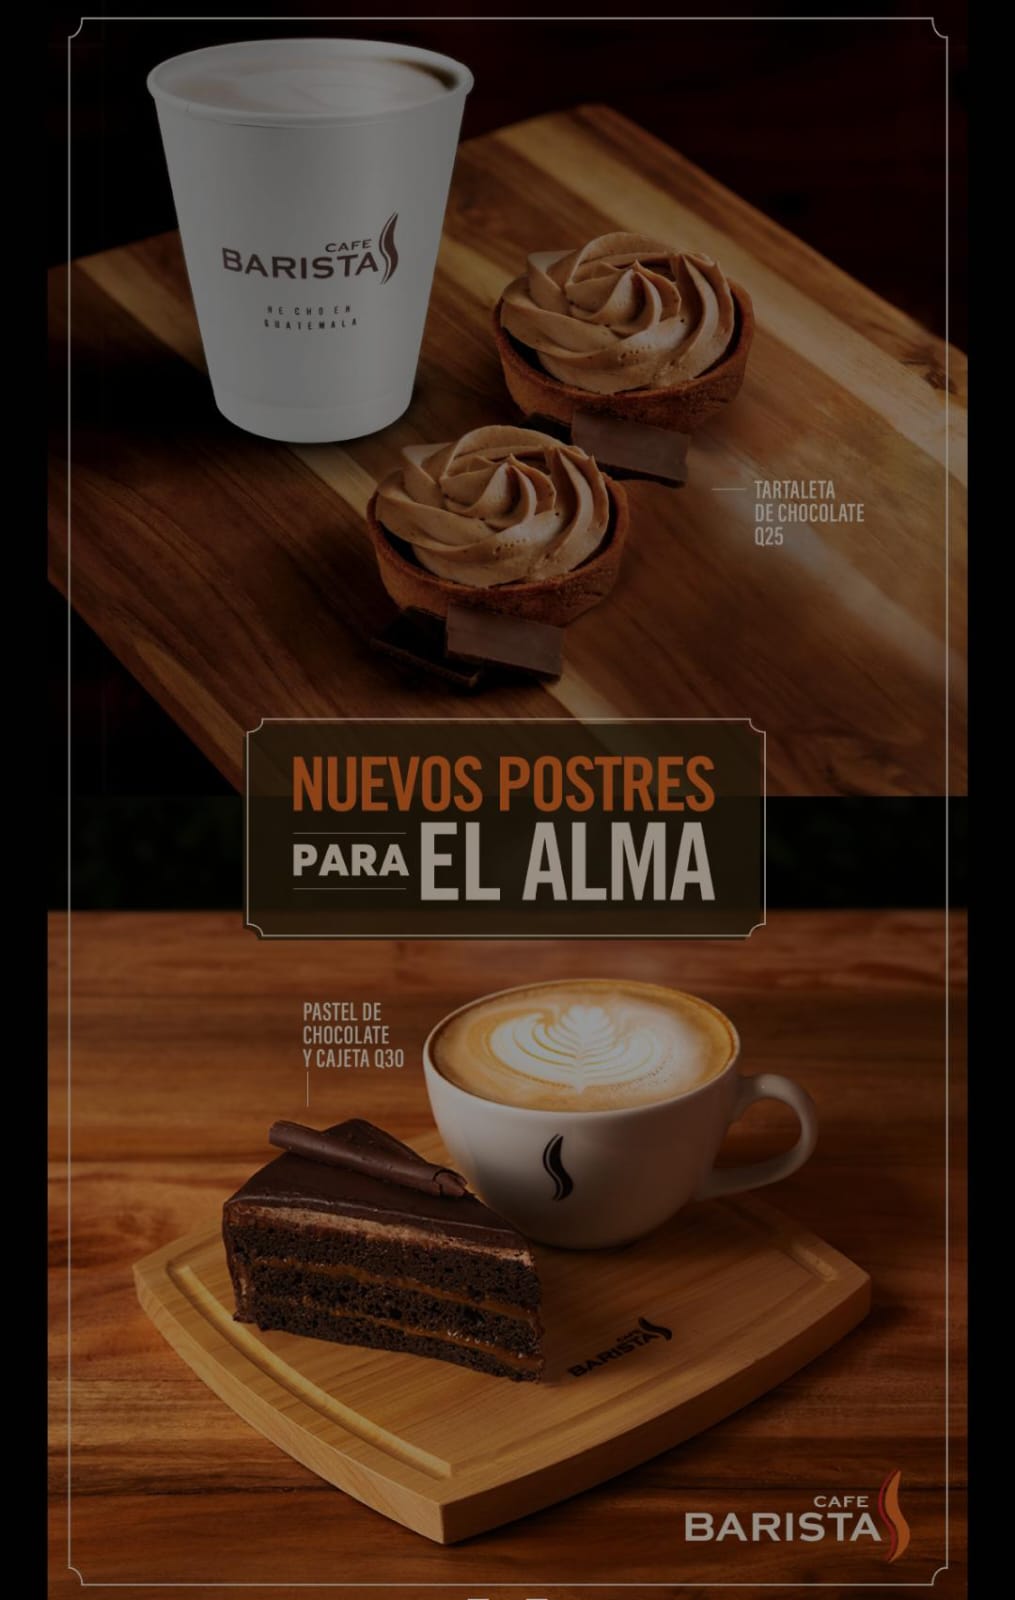 CAFE
BARISTA
HECHO EN
GUATEMALA
TARTALETA
DE CHOCOLATE
Q25
NUEVOS POSTRES
PARA EL ALMA
PASTEL DE
CHOCOLATE
Y CAJETA Q30
CAFE
BARISTA
CAFE
BARISTA